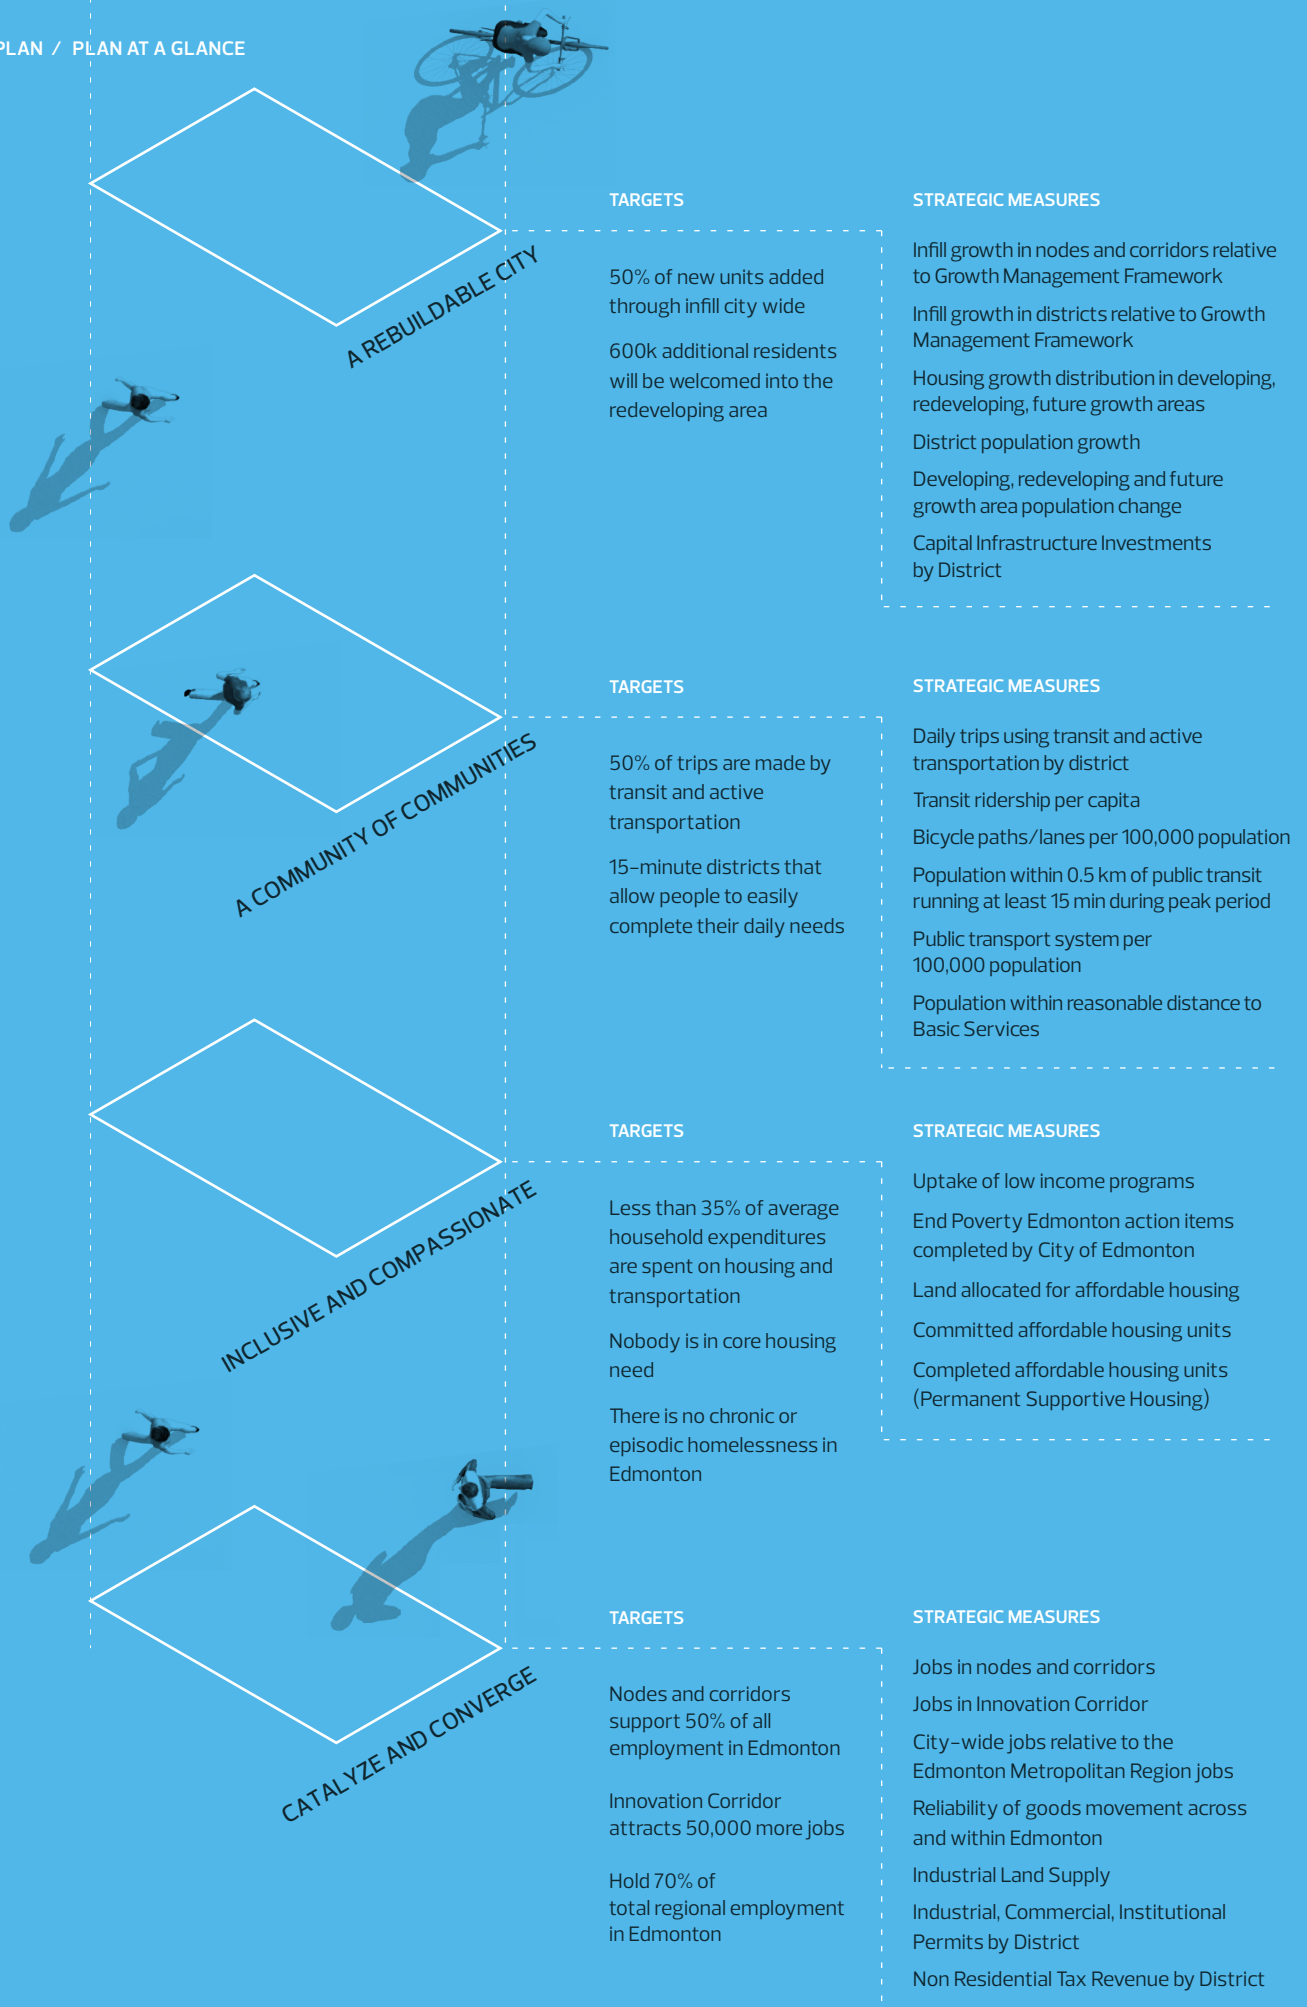 PLAN / PLAN AT A GLANCE
A REBUILDABLE CITY
TARGETS
50% of new units added
through infill city wide
600k additional residents
will be welcomed into the
redeveloping area
STRATEGIC MEASURES
Infill growth in nodes and corridors relative
to Growth Management Framework
Infill growth in districts relative to Growth
Management Framework
Housing growth distribution in developing,
redeveloping, future growth areas
District population growth
Developing, redeveloping and future
growth area population change
Capital Infrastructure Investments
by District
A COMMUNITY OF COMMUNITIES
TARGETS
50% of trips are made by
transit and active
transportation
15-minute districts that
allow people to easily
complete their daily needs
STRATEGIC MEASURES
Daily trips using transit and active
transportation by district
Transit ridership per capita
Bicycle paths/lanes per 100,000 population
Population within 0.5 km of public transit
running at least 15 min during peak period
Public transport system per
100,000 population
Population within reasonable distance to
Basic Services
INCLUSIVE AND COMPASSIONATE
TARGETS
Less than 35% of average
household expenditures
are spent on housing and
transportation
Nobody is in core housing
need
There is no chronic or
episodic homelessness in
Edmonton
STRATEGIC MEASURES
Uptake of low income programs
End Poverty Edmonton action items
completed by City of Edmonton
Land allocated for affordable housing
Committed affordable housing units
Completed affordable housing units
(Permanent Supportive Housing)
CATALYZE AND CONVERGE
TARGETS
Nodes and corridors
support 50% of all
employment in Edmonton
Innovation Corridor
attracts 50,000 more jobs
Hold 70% of
total regional employment
in Edmonton
STRATEGIC MEASURES
Jobs in nodes and corridors
Jobs in Innovation Corridor
City-wide jobs relative to the
Edmonton Metropolitan Region jobs
Reliability of goods movement across
and within Edmonton
Industrial Land Supply
Industrial, Commercial, Institutional
Permits by District
Non Residential Tax Revenue by District